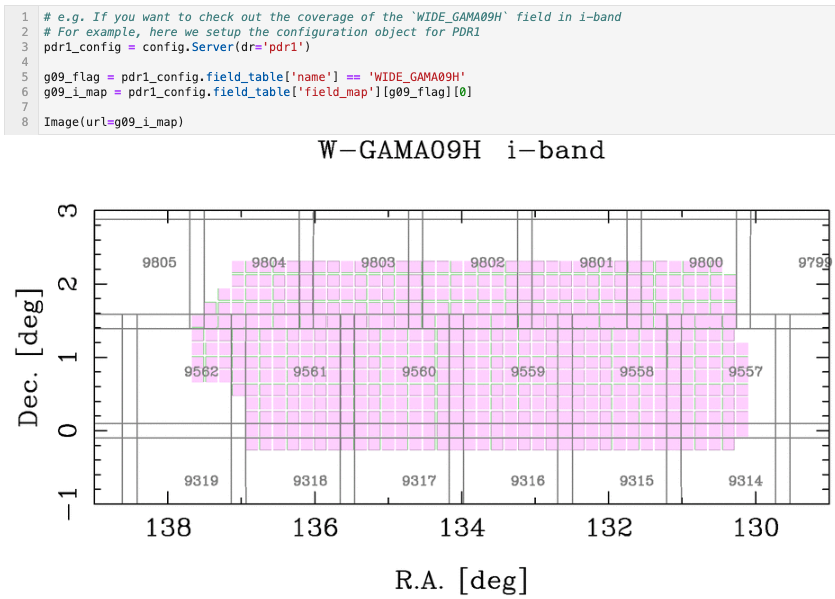 1 # e.g. If you want to check out the coverage of the `WIDE_GAMA09H` field in i-band
2 # For example, here we setup the configuration object for PDR1
3 pdr1_config = config.Server(dr='pdr1')
4
5 g09_flag = pdr1_config.field_table['name'] == 'WIDE_GAMA09H'
6 g09_i_map = pdr1_config.field_table['field_map'][g09_flag][0]
7
8 Image(url=g09_i_map)
W-GAMA09H i-band
3
9805 9804 9803 9802 9801 9800 9799
2
Dec. [deg]
1
9562 9561 9560 9559 9558 9557
0
9319 9318 9317 9316 9315 9314
-1
138 136 134 132 130
R.A. [deg]